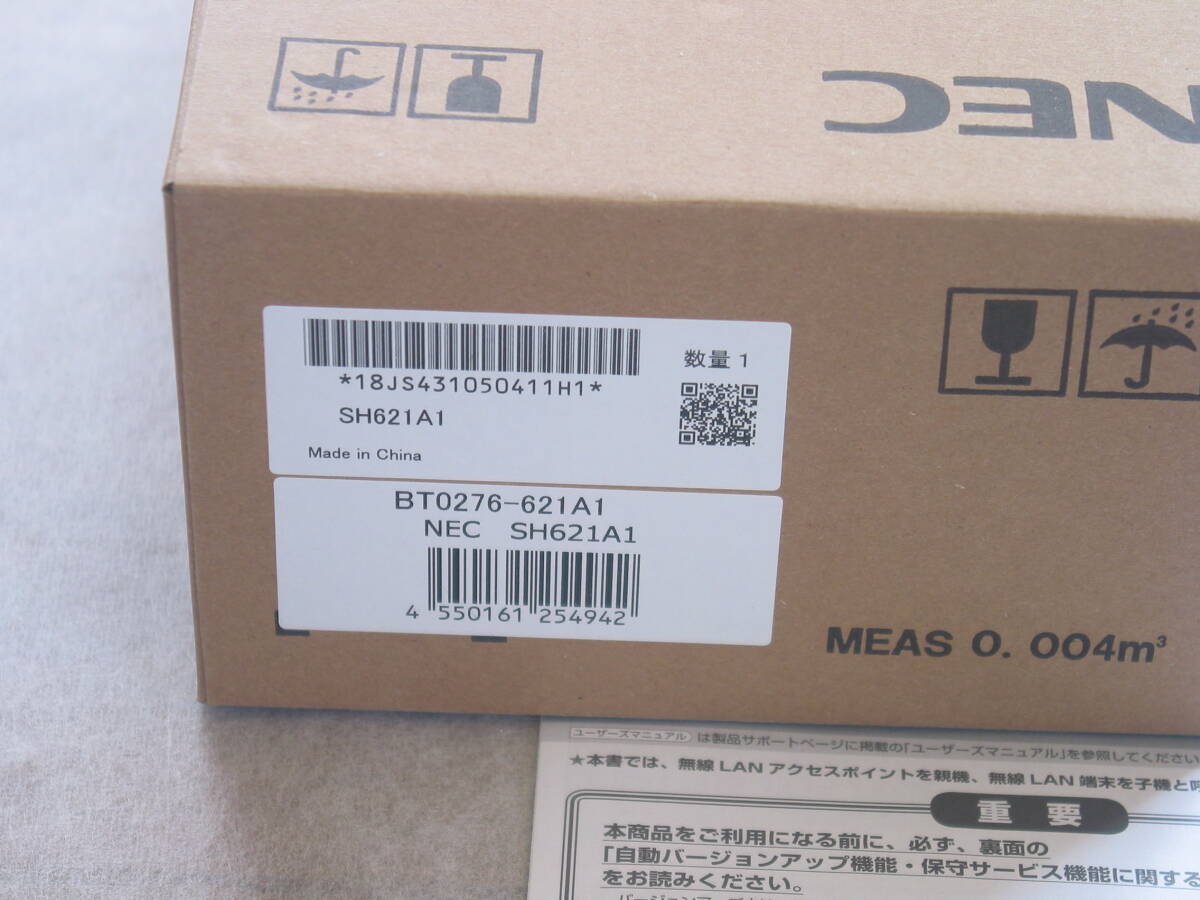 NEC
*18JS431050411H1*
数量 1
SH621A1
Made in China
BT0276-621A1
NEC SH621A1
4 550161 254942
MEAS 0. 004m³
ユーザーズマニュアル は製品サポートページに掲載の「ユーザーズマニュアル」を参照してください
★本書では、無線 LAN アクセスポイントを親機、無線 LAN 端末を子機と呼
重 要
本商品をご利用になる前に、必ず、裏面の
「自動バージョンアップ機能・保守サービス機能に関する
をお読みください。